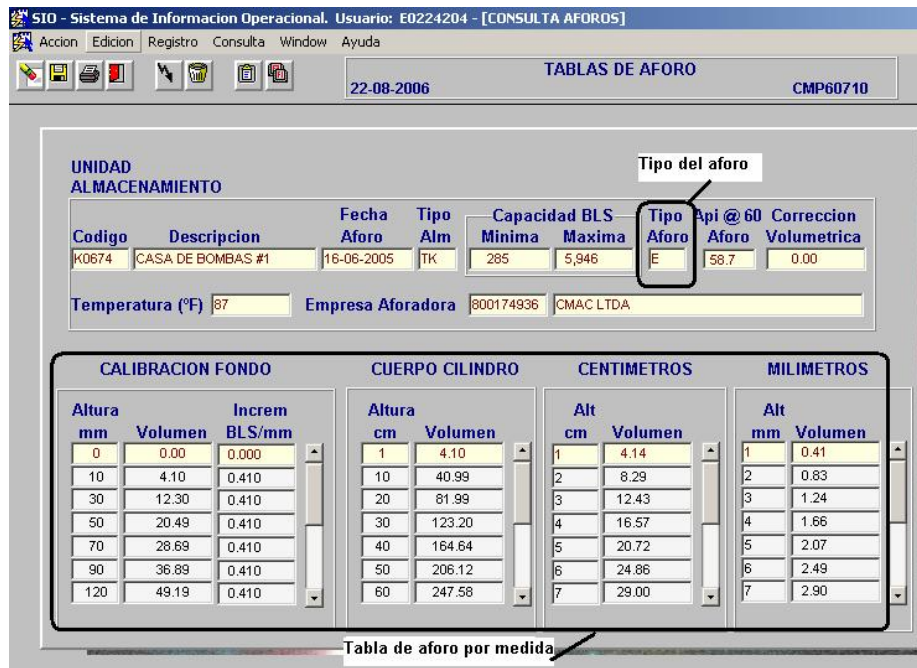 SIO - Sistema de Informacion Operacional. Usuario: E0224204 - [CONSULTA AFOROS]
Accion Edicion Registro Consulta Window Ayuda
TABLAS DE AFORO
22-08-2006 CMP60710
UNIDAD
ALMACENAMIENTO
Tipo del aforo
Fecha Tipo Capacidad BLS Tipo Api @ 60 Correccion
Codigo Descripcion Aforo Alm Minima Maxima Aforo Aforo Volumetrica
K0674 CASA DE BOMBAS #1 16-06-2005 TK 285 5,946 E 58.7 0.00
Temperatura (ºF) 87 Empresa Aforadora 800174936 CMAC LTDA
CALIBRACION FONDO CUERPO CILINDRO CENTIMETROS MILIMETROS
Altura Increm Altura Alt Alt
mm Volumen BLS/mm cm Volumen cm Volumen mm Volumen
0 0.00 0.000 1 4.10 1 4.14 1 0.41
10 4.10 0.410 10 40.99 2 8.29 2 0.83
30 12.30 0.410 20 81.99 3 12.43 3 1.24
50 20.49 0.410 30 123.20 4 16.57 4 1.66
70 28.69 0.410 40 164.64 5 20.72 5 2.07
90 36.89 0.410 50 206.12 6 24.86 6 2.49
120 49.19 0.410 60 247.58 7 29.00 7 2.90
Tabla de aforo por medida